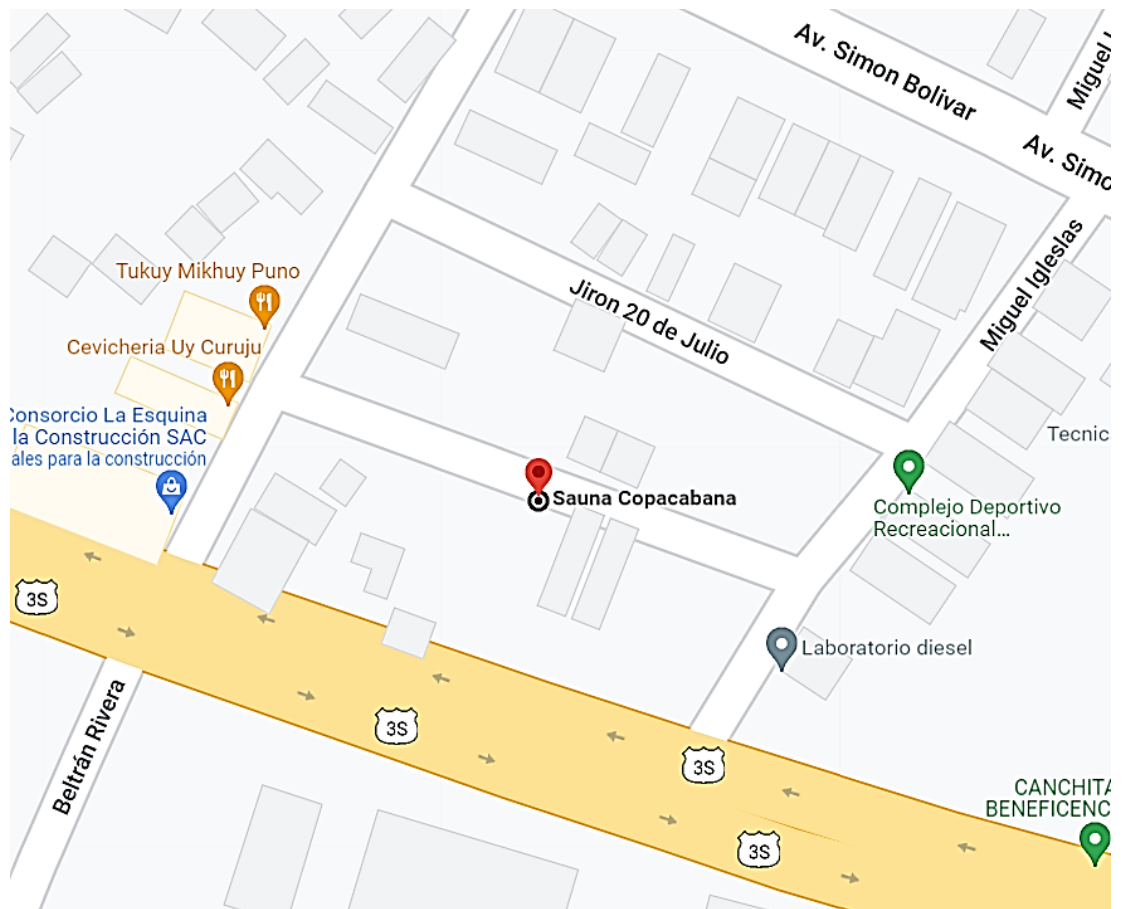 Av. Simon Bolivar
Miguel
Av. Simo
Tukuy Mikhuy Puno
Miguel Iglesias
Jiron 20 de Julio
Cevicheria Uy Curuju
Consorcio La Esquina
la Construcción SAC
ales para la construcción
Tecnic
Sauna Copacabana
Complejo Deportivo
Recreacional...
3S
Laboratorio diesel
Beltrán Rivera
3S
3S
CANCHITA
BENEFICENC
3S